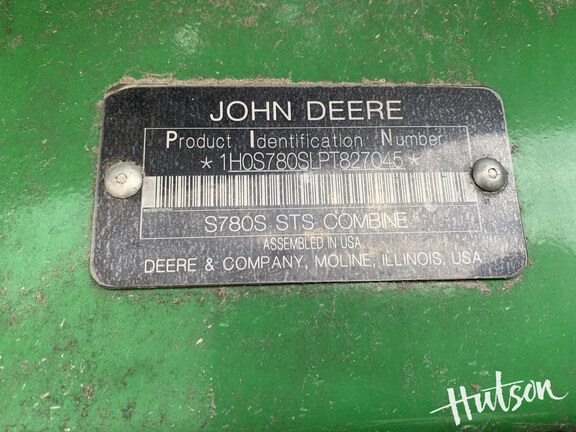 JOHN DEERE
Product Identification Number
*1H0S780SLPT827045*
S780S STS COMBINE
ASSEMBLED IN USA
DEERE & COMPANY, MOLINE, ILLINOIS, USA
Hutson